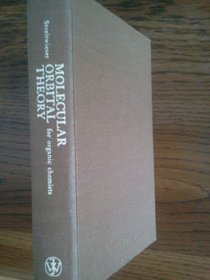 Streitwieser
MOLECULAR
ORBITAL
THEORY
for organic chemists